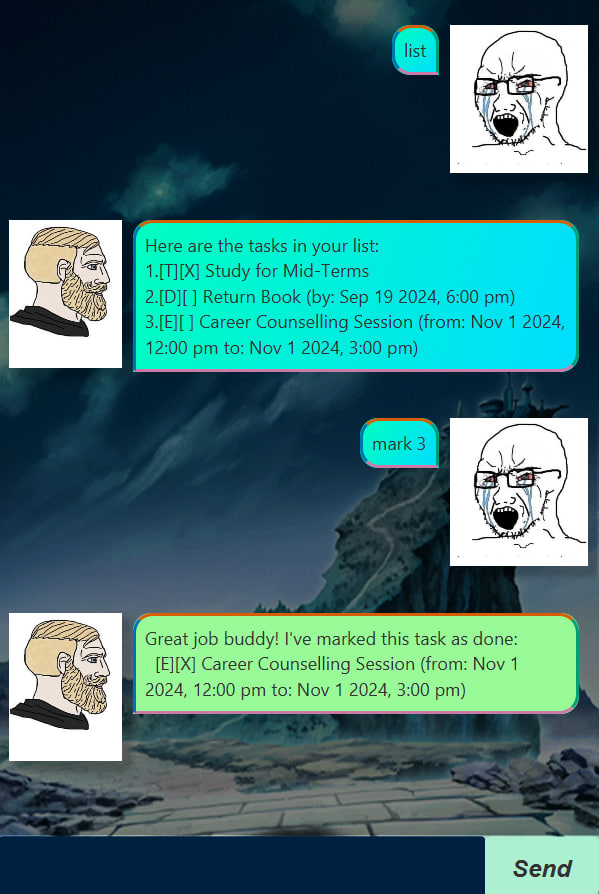 list
Here are the tasks in your list:
1.[T][X] Study for Mid-Terms
2.[D][ ] Return Book (by: Sep 19 2024, 6:00 pm)
3.[E][ ] Career Counselling Session (from: Nov 1 2024,
12:00 pm to: Nov 1 2024, 3:00 pm)
mark 3
Great job buddy! I've marked this task as done:
[E][X] Career Counselling Session (from: Nov 1
2024, 12:00 pm to: Nov 1 2024, 3:00 pm)
Send